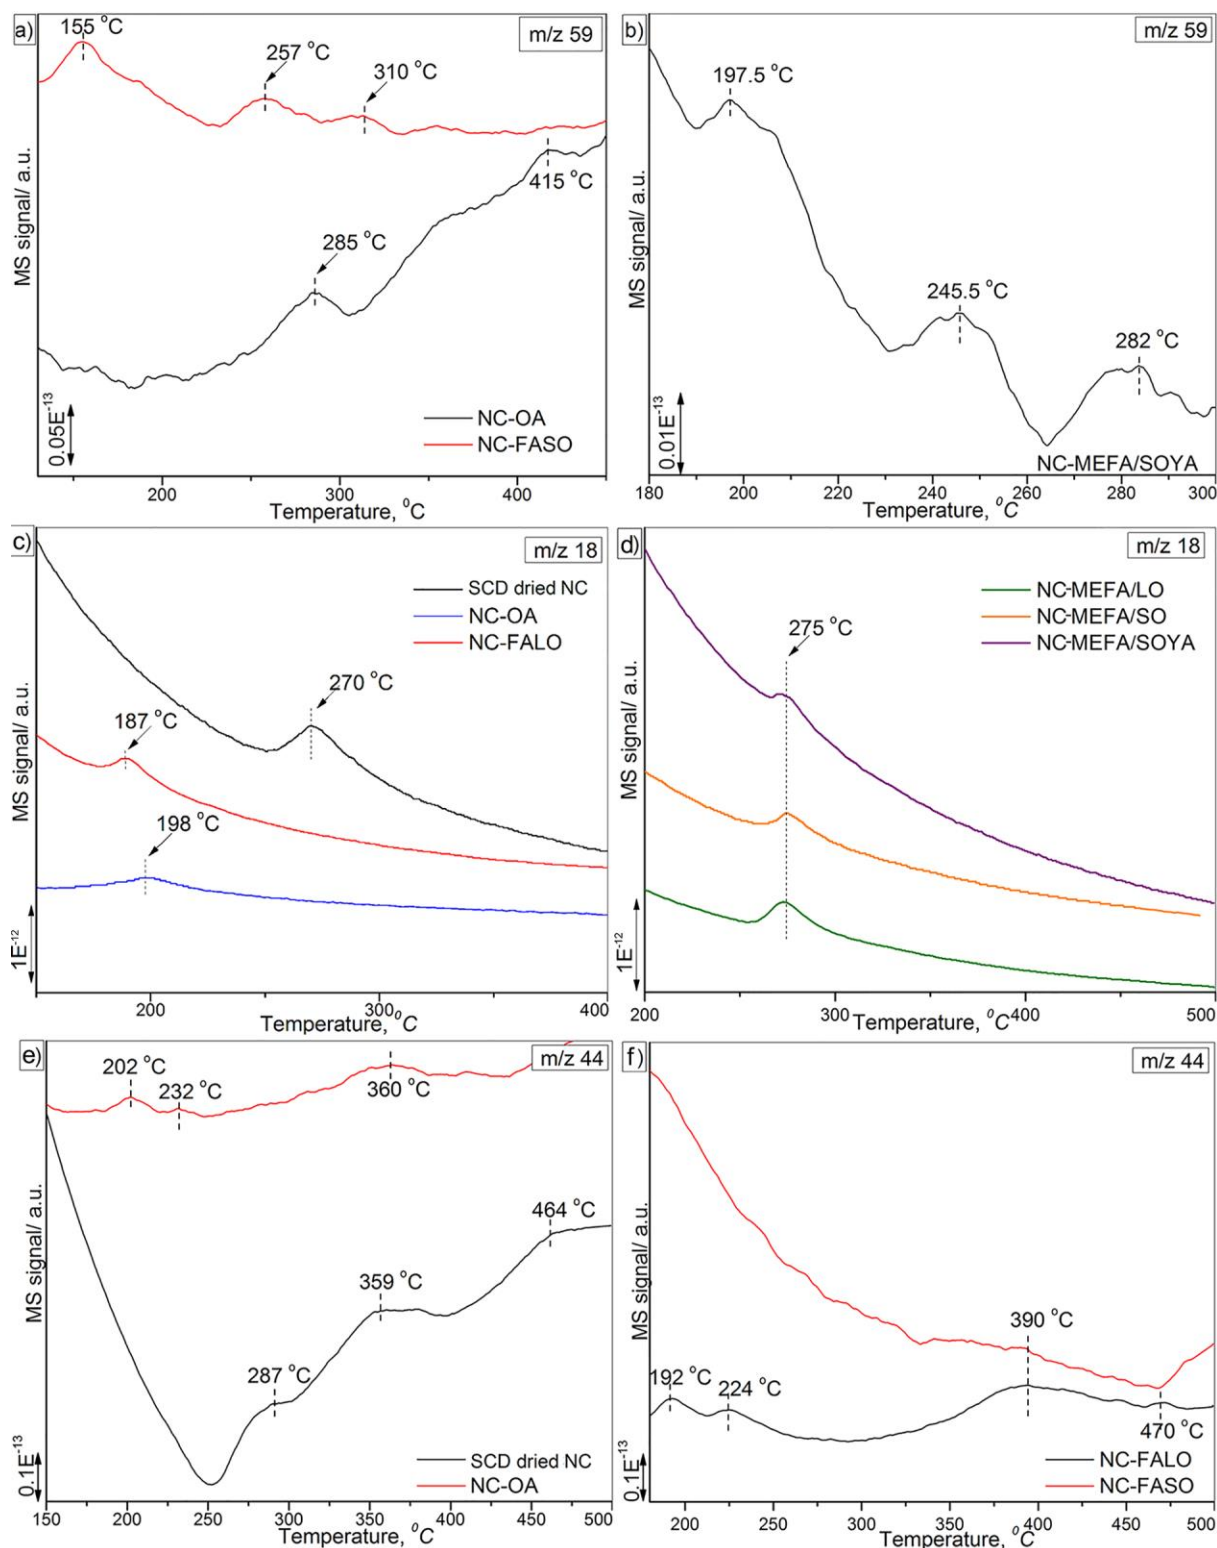 a)
155 °C
m/z 59
257 °C
310 °C
415 °C
285 °C
MS signal/ a.u.
0.05E⁻¹³
NC-OA
NC-FASO
200
300
400
Temperature, °C
b)
m/z 59
197.5 °C
245.5 °C
282 °C
MS signal/ a.u.
0.01E⁻¹³
NC-MEFA/SOYA
180
200
220
240
260
280
300
Temperature, °C
c)
m/z 18
SCD dried NC
NC-OA
NC-FALO
270 °C
187 °C
198 °C
MS signal/ a.u.
1E⁻¹²
200
300
400
Temperature, °C
d)
m/z 18
NC-MEFA/LO
NC-MEFA/SO
NC-MEFA/SOYA
275 °C
MS signal/ a.u.
1E⁻¹²
200
300
400
500
Temperature, °C
e)
m/z 44
202 °C
232 °C
360 °C
464 °C
359 °C
287 °C
MS signal/ a.u.
0.1E⁻¹³
SCD dried NC
NC-OA
150
200
250
300
350
400
450
500
Temperature, °C
f)
m/z 44
390 °C
192 °C
224 °C
470 °C
MS signal/ a.u.
0.1E⁻¹³
NC-FALO
NC-FASO
200
250
300
350
400
450
500
Temperature, °C